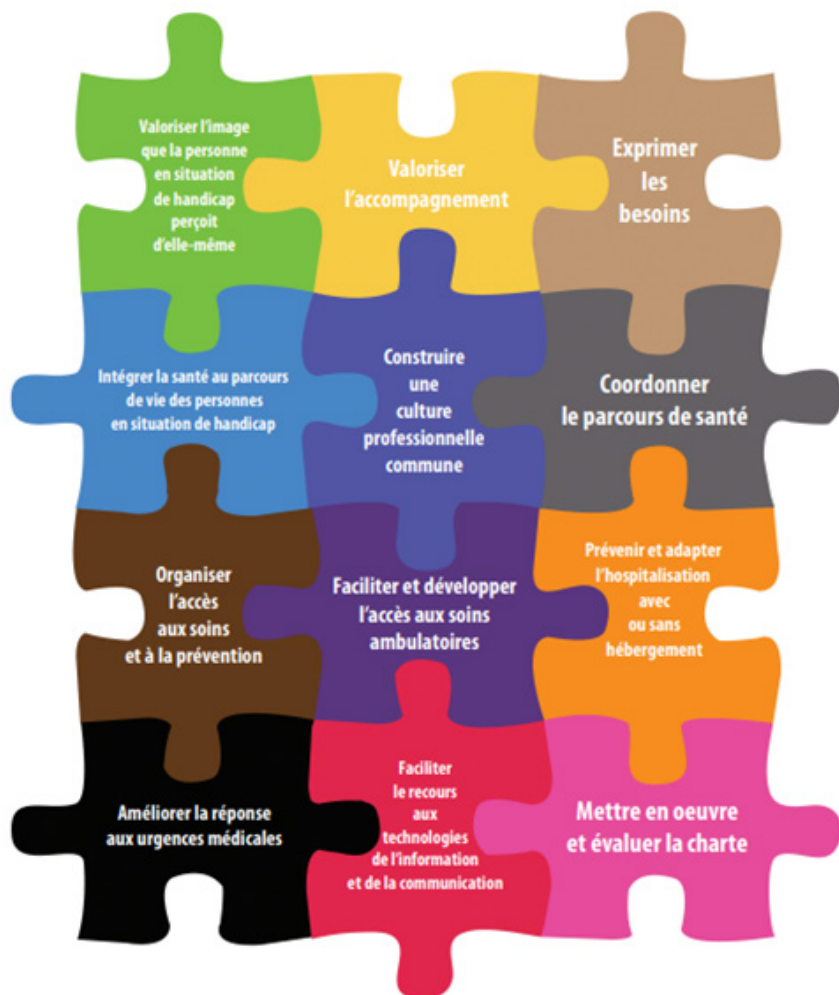 Valoriser l'image
que la personne
en situation
de handicap
perçoit
d'elle-même
Valoriser
l'accompagnement
Exprimer
les
besoins
Intégrer la santé au parcours
de vie des personnes
en situation de handicap
Construire
une
culture
professionnelle
commune
Coordonner
le parcours de santé
Organiser
l'accès
aux soins
et à la prévention
Faciliter et développer
l'accès aux soins
ambulatoires
Prévenir et adapter
l'hospitalisation
avec
ou sans
hébergement
Améliorer la réponse
aux urgences médicales
Faciliter
le recours
aux
technologies
de l'information
et de la communication
Mettre en oeuvre
et évaluer la charte